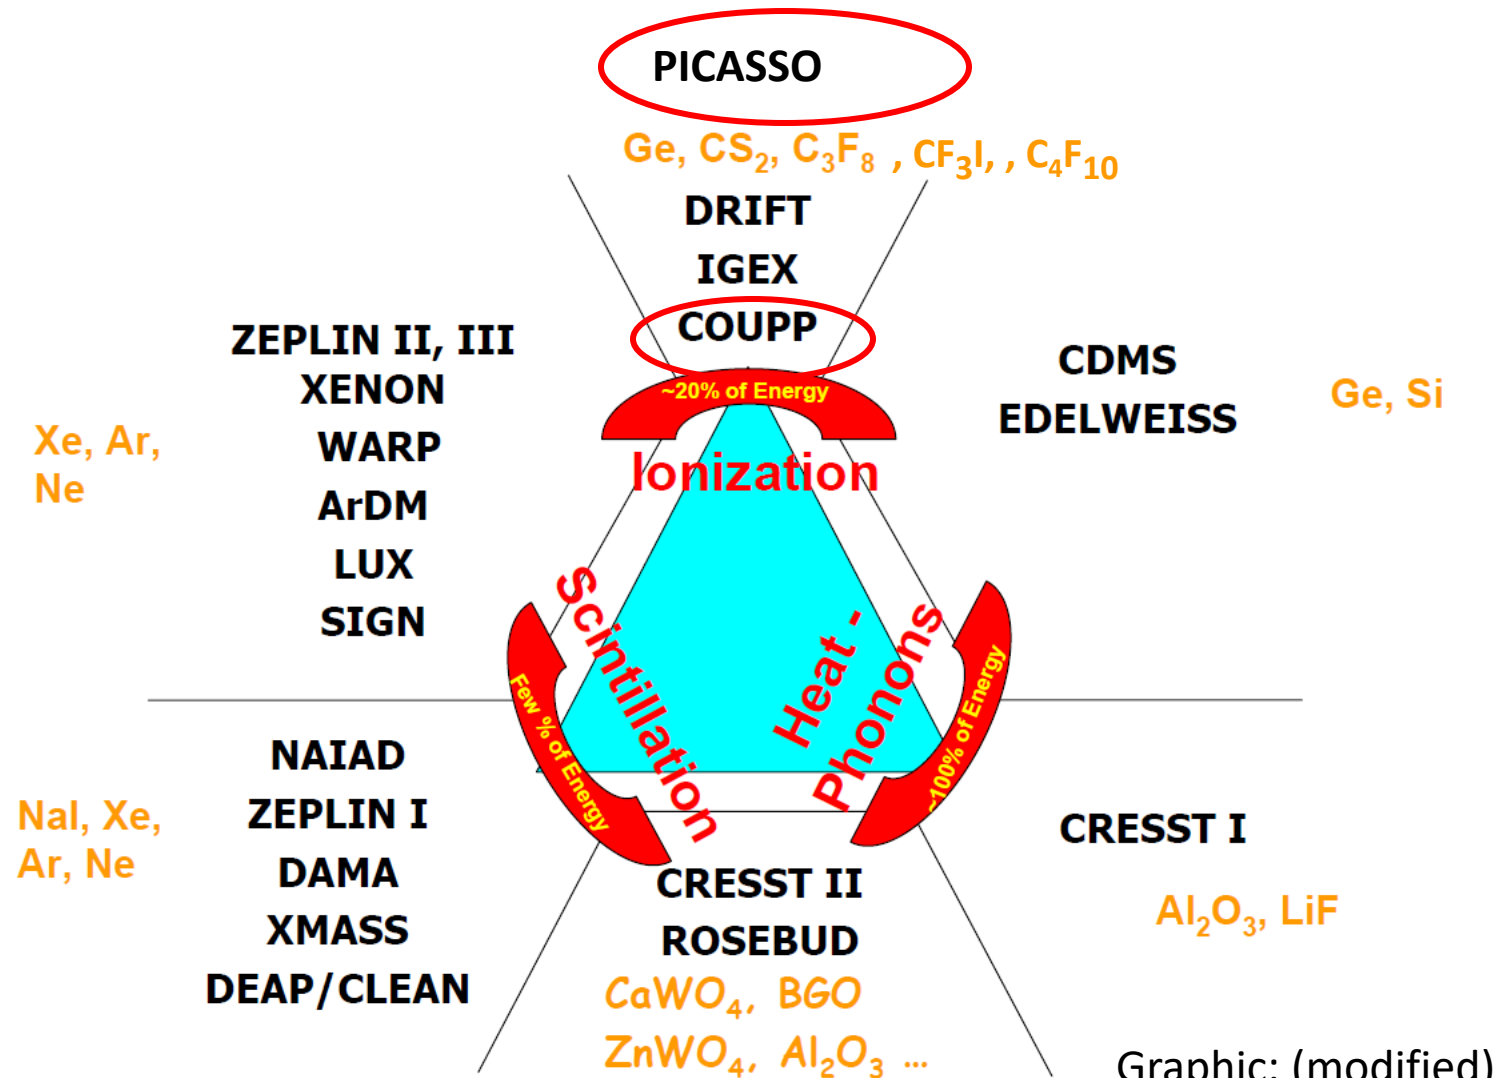 PICASSO
Ge, CS₂, C₃F₈ , CF₃I, , C₄F₁₀
DRIFT
IGEX
COUPP
~20% of Energy
Ionization
ZEPLIN II, III
XENON
WARP
ArDM
LUX
SIGN
Xe, Ar,
Ne
CDMS
EDELWEISS
Ge, Si
Scintillation
Few % of Energy
Heat -
Phonons
~100% of Energy
NAIAD
ZEPLIN I
DAMA
XMASS
DEAP/CLEAN
NaI, Xe,
Ar, Ne
CRESST II
ROSEBUD
CaWO₄, BGO
ZnWO₄, Al₂O₃ ...
CRESST I
Al₂O₃, LiF
Graphic: (modified)